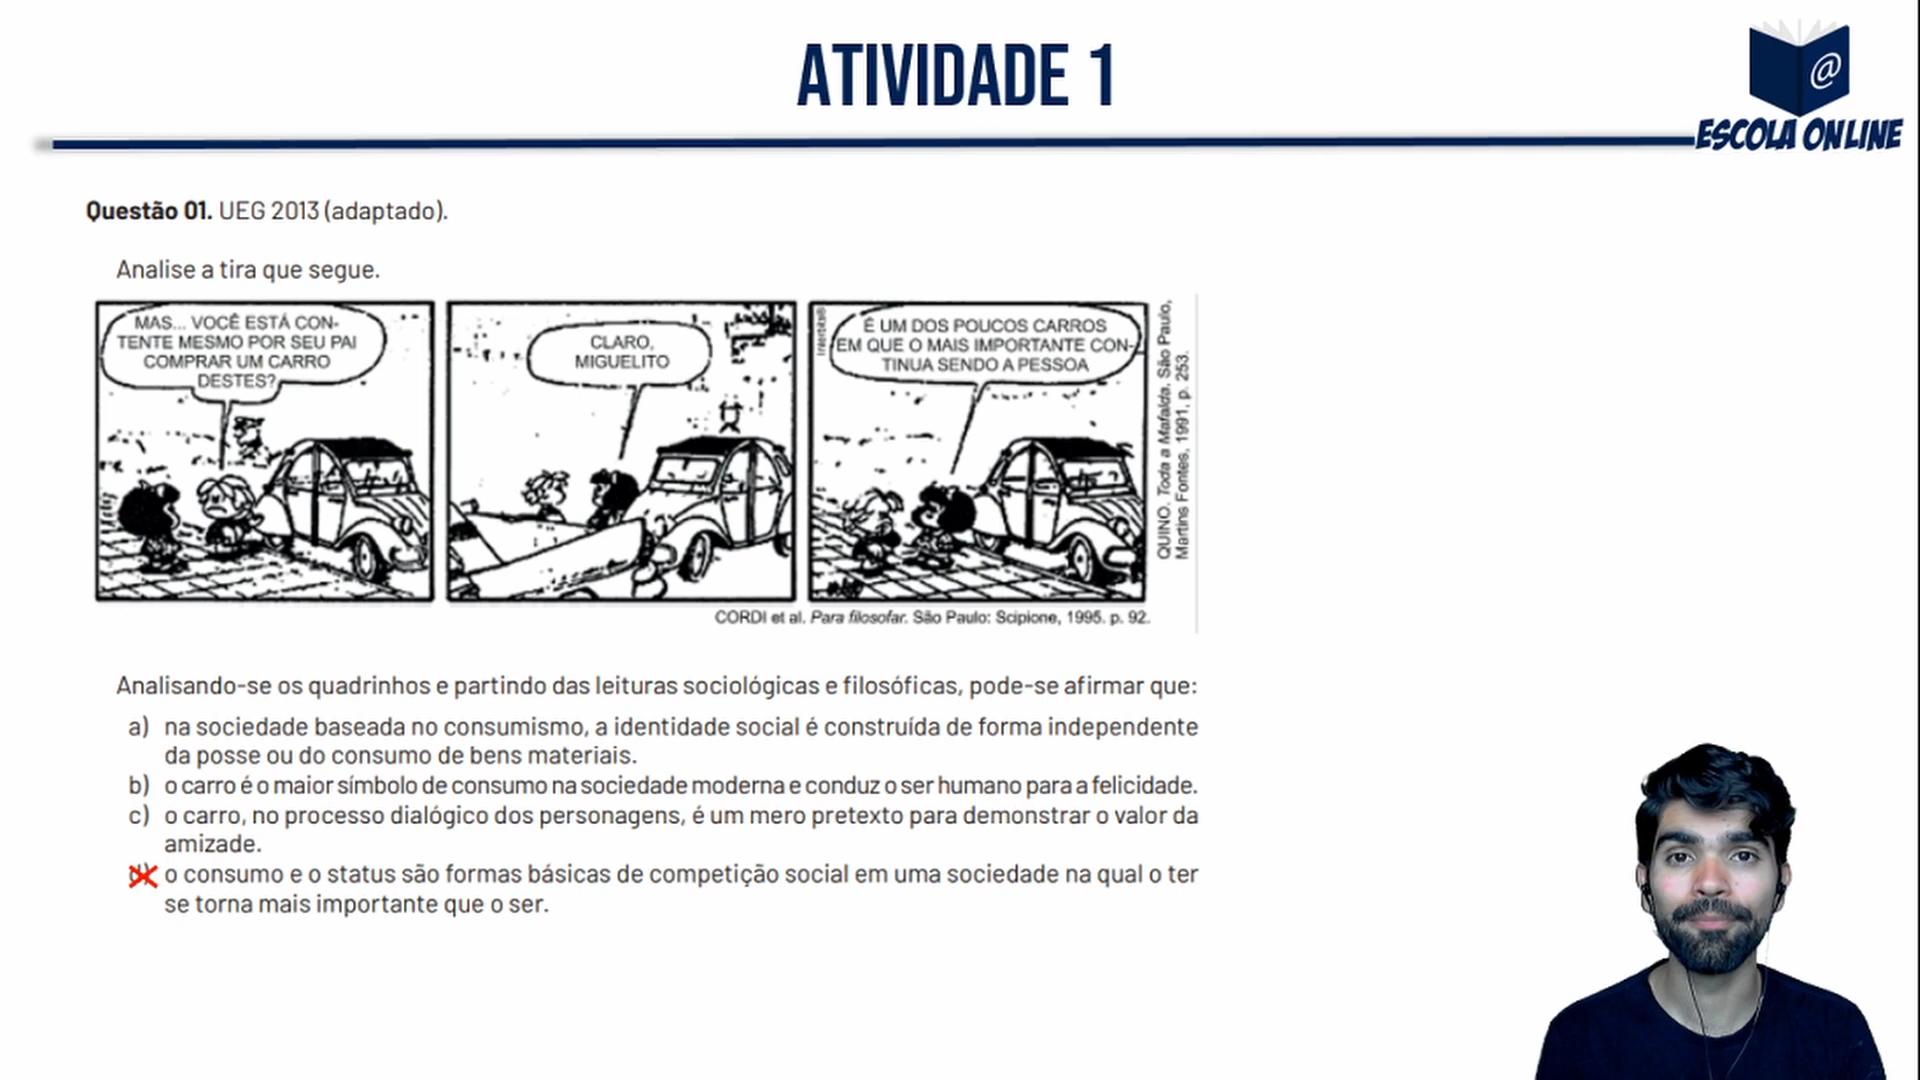 ATIVIDADE 1
@
ESCOLA ONLINE
Questão 01. UEG 2013 (adaptado).
Analise a tira que segue.
MAS... VOCÊ ESTÁ CON-
TENTE MESMO POR SEU PAI
COMPRAR UM CARRO
DESTES?
CLARO,
MIGUELITO
É UM DOS POUCOS CARROS
EM QUE O MAIS IMPORTANTE CON-
TINUA SENDO A PESSOA
QUINO. Toda a Mafalda. São Paulo,
Martins Fontes, 1991, p. 253.
CORDI et al. Para filosofar. São Paulo: Scipione, 1995. p. 92.
Analisando-se os quadrinhos e partindo das leituras sociológicas e filosóficas, pode-se afirmar que:
a) na sociedade baseada no consumismo, a identidade social é construída de forma independente
da posse ou do consumo de bens materiais.
b) o carro é o maior símbolo de consumo na sociedade moderna e conduz o ser humano para a felicidade.
c) o carro, no processo dialógico dos personagens, é um mero pretexto para demonstrar o valor da
amizade.
d) o consumo e o status são formas básicas de competição social em uma sociedade na qual o ter
se torna mais importante que o ser.